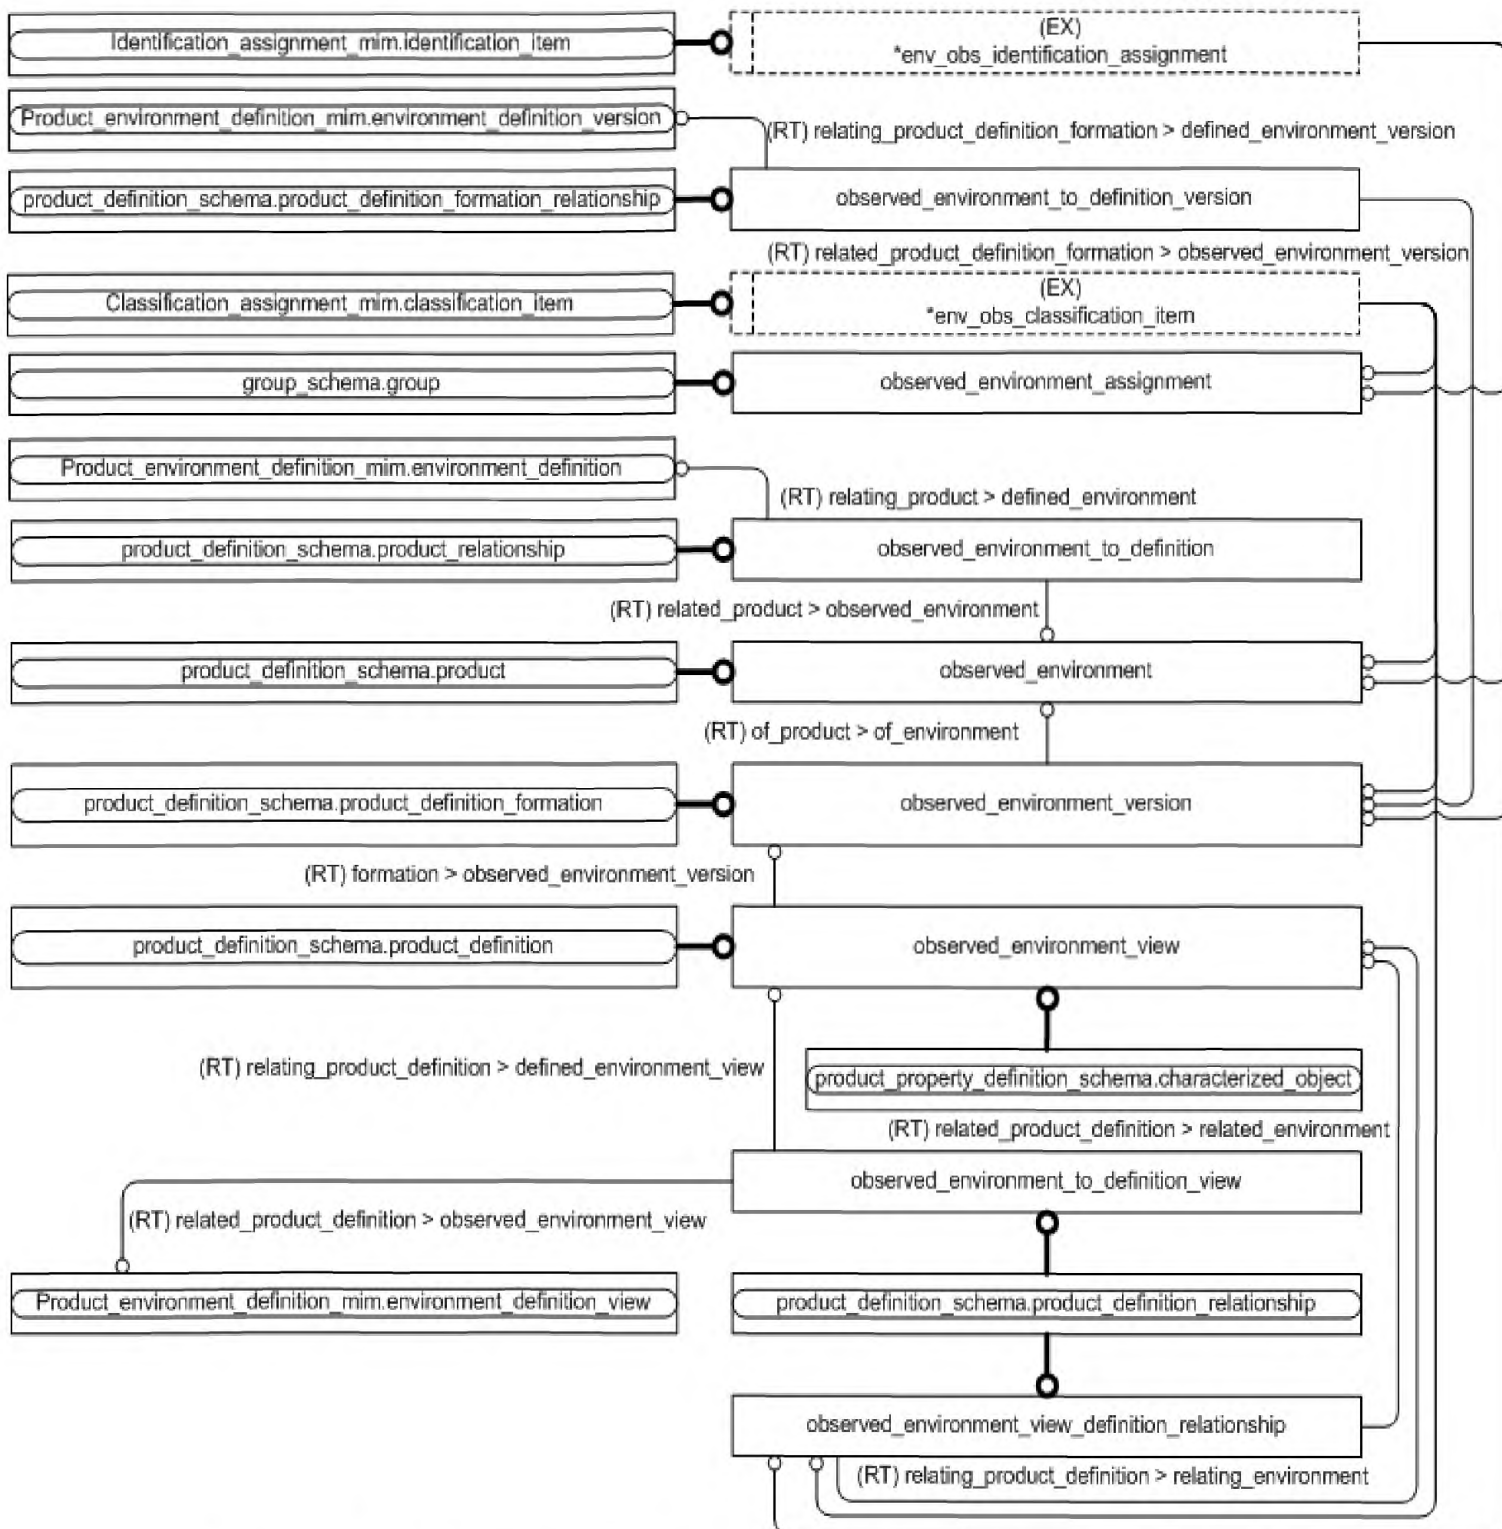 Identification_assignment_mim.identification_item
(EX)
*env_obs_identification_assignment
Product_environment_definition_mim.environment_definition_version
(RT) relating_product_definition_formation > defined_environment_version
product_definition_schema.product_definition_formation_relationship
observed_environment_to_definition_version
(RT) related_product_definition_formation > observed_environment_version
Classification_assignment_mim.classification_item
(EX)
*env_obs_classification_item
group_schema.group
observed_environment_assignment
Product_environment_definition_mim.environment_definition
(RT) relating_product > defined_environment
product_definition_schema.product_relationship
observed_environment_to_definition
(RT) related_product > observed_environment
product_definition_schema.product
observed_environment
(RT) of_product > of_environment
product_definition_schema.product_definition_formation
observed_environment_version
(RT) formation > observed_environment_version
product_definition_schema.product_definition
observed_environment_view
(RT) relating_product_definition > defined_environment_view
product_property_definition_schema.characterized_object
(RT) related_product_definition > related_environment
observed_environment_to_definition_view
(RT) related_product_definition > observed_environment_view
Product_environment_definition_mim.environment_definition_view
product_definition_schema.product_definition_relationship
observed_environment_view_definition_relationship
(RT) relating_product_definition > relating_environment